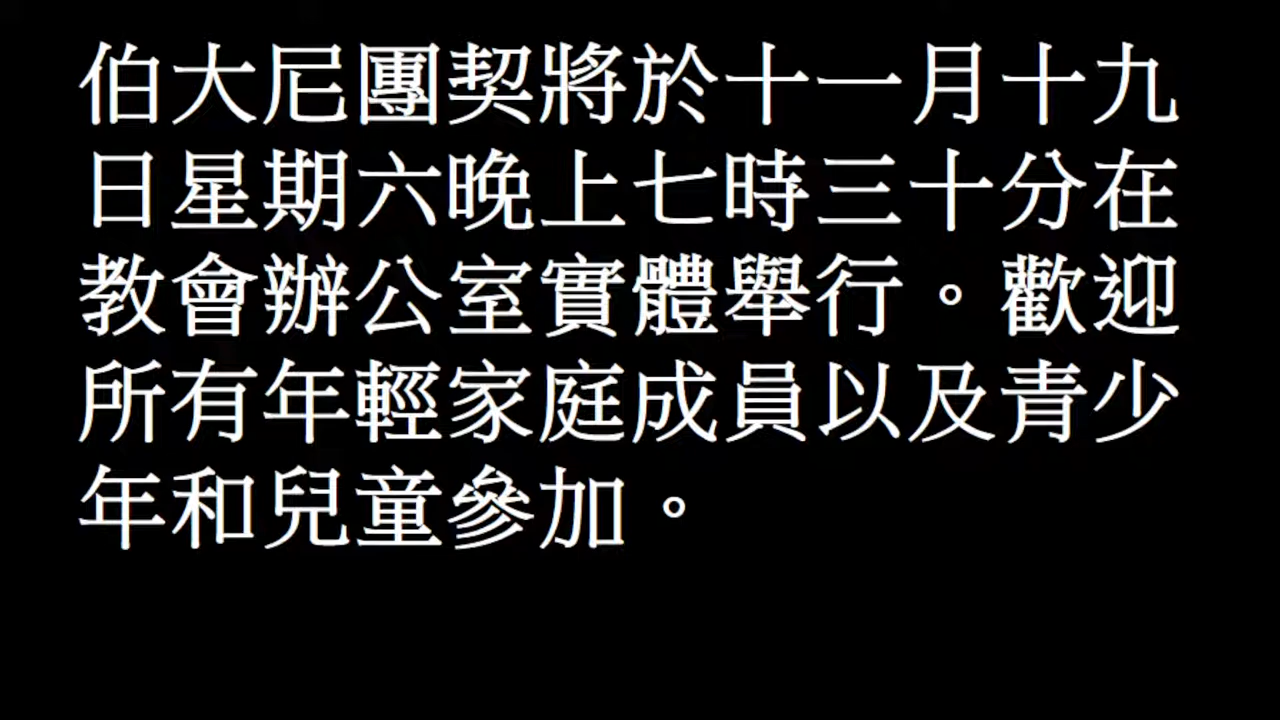 伯大尼團契將於十一月十九
日星期六晚上七時三十分在
教會辦公室實體舉行。歡迎
所有年輕家庭成員以及青少
年和兒童參加。